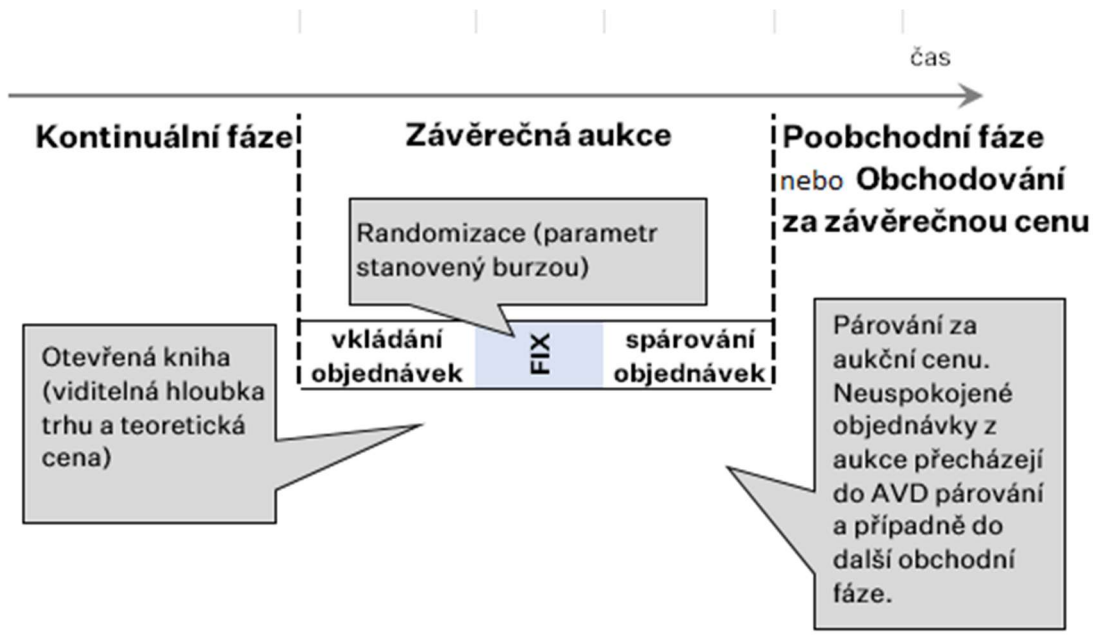 čas
Kontinuální fáze
Závěrečná aukce
Poobchodní fáze
nebo Obchodování
za závěrečnou cenu
Randomizace (parametr
stanovený burzou)
vkládání
objednávek
FIX
spárování
objednávek
Otevřená kniha
(viditelná hloubka
trhu a teoretická
cena)
Párování za
aukční cenu.
Neuspokojené
objednávky z
aukce přecházejí
do AVD párování
a případně do
další obchodní
fáze.